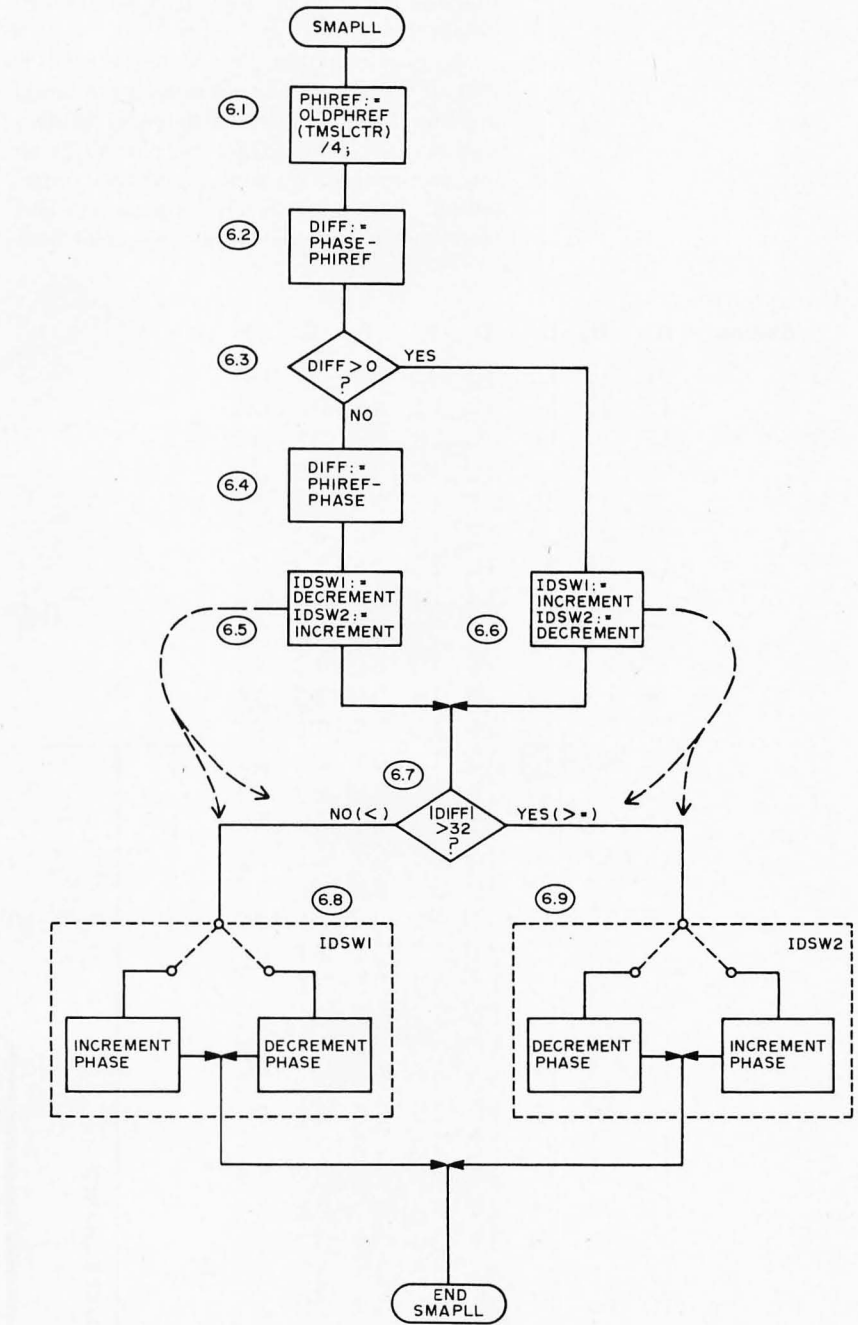 SMAPLL
6.1
PHIREF:=
OLDPHREF
(TMSLCTR)
/4;
6.2
DIFF:=
PHASE-
PHIREF
6.3
DIFF>0
?
YES
NO
6.4
DIFF:=
PHIREF-
PHASE
6.5
IDSW1:=
DECREMENT
IDSW2:=
INCREMENT
6.6
IDSW1:=
INCREMENT
IDSW2:=
DECREMENT
6.7
NO(<)
|DIFF|
>32
?
YES(>=)
6.8
IDSW1
INCREMENT
PHASE
DECREMENT
PHASE
6.9
IDSW2
DECREMENT
PHASE
INCREMENT
PHASE
END
SMAPLL